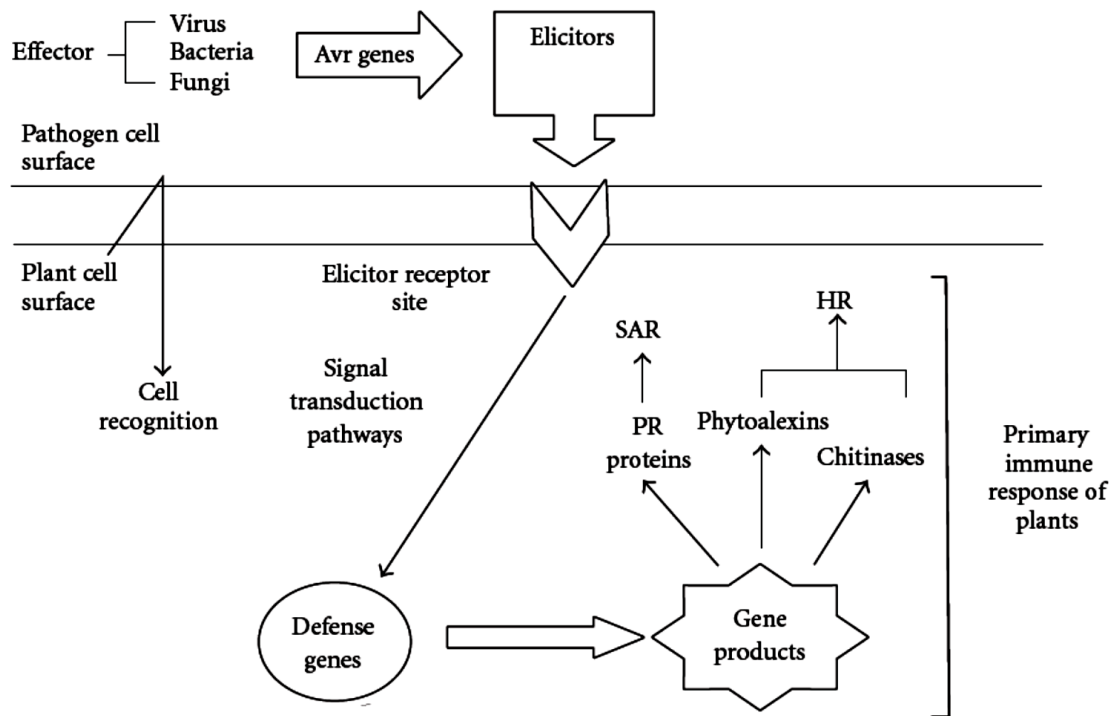 Effector
Virus
Bacteria
Fungi
Avr genes
Elicitors
Pathogen cell
surface
Plant cell
surface
Elicitor receptor
site
Cell
recognition
Signal
transduction
pathways
SAR
HR
PR
proteins
Phytoalexins
Chitinases
Primary
immune
response of
plants
Defense
genes
Gene
products